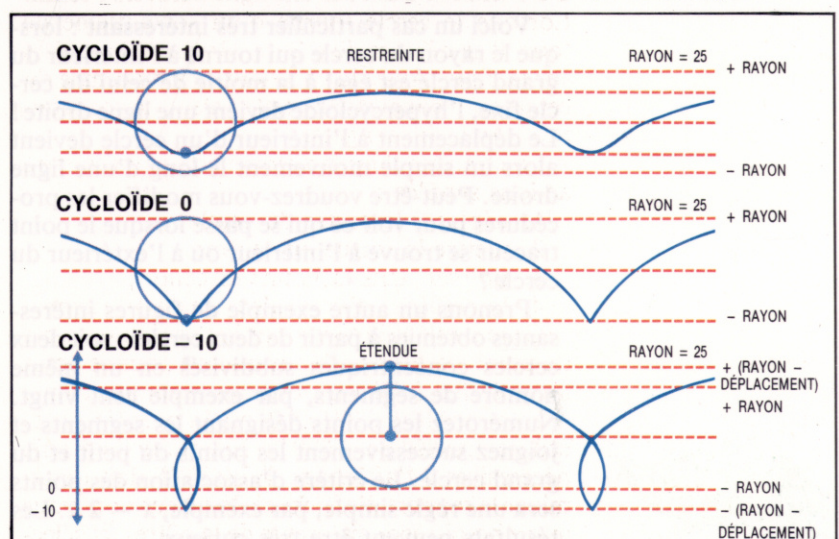 CYCLOÏDE 10
RESTREINTE
RAYON = 25
+ RAYON
– RAYON
CYCLOÏDE 0
RAYON = 25
+ RAYON
– RAYON
CYCLOÏDE – 10
ÉTENDUE
RAYON = 25
+ (RAYON –
DÉPLACEMENT)
+ RAYON
0
– 10
– RAYON
– (RAYON –
DÉPLACEMENT)